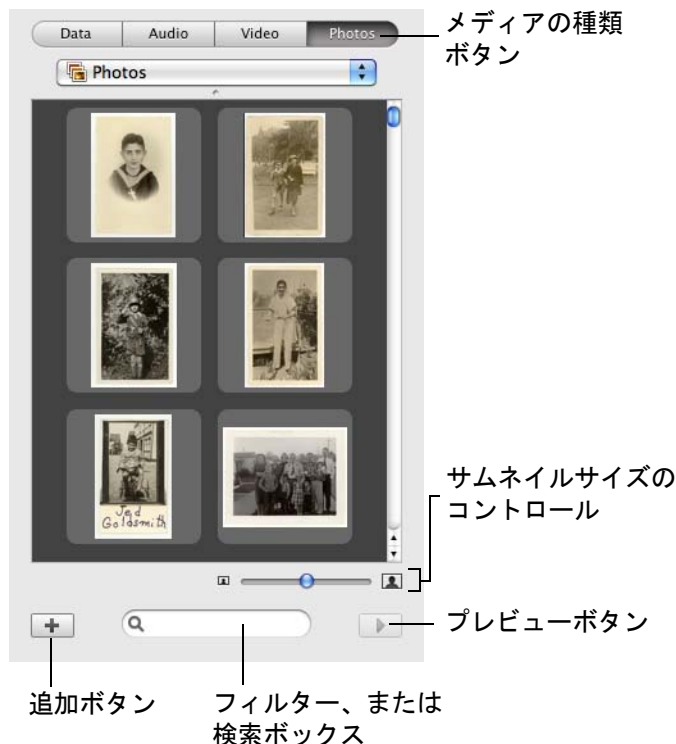 メディアの種類
ボタン
Data Audio Video Photos
Photos
Jed
Goldsmith
サムネイルサイズの
コントロール
プレビューボタン
追加ボタン
フィルター、または
検索ボックス